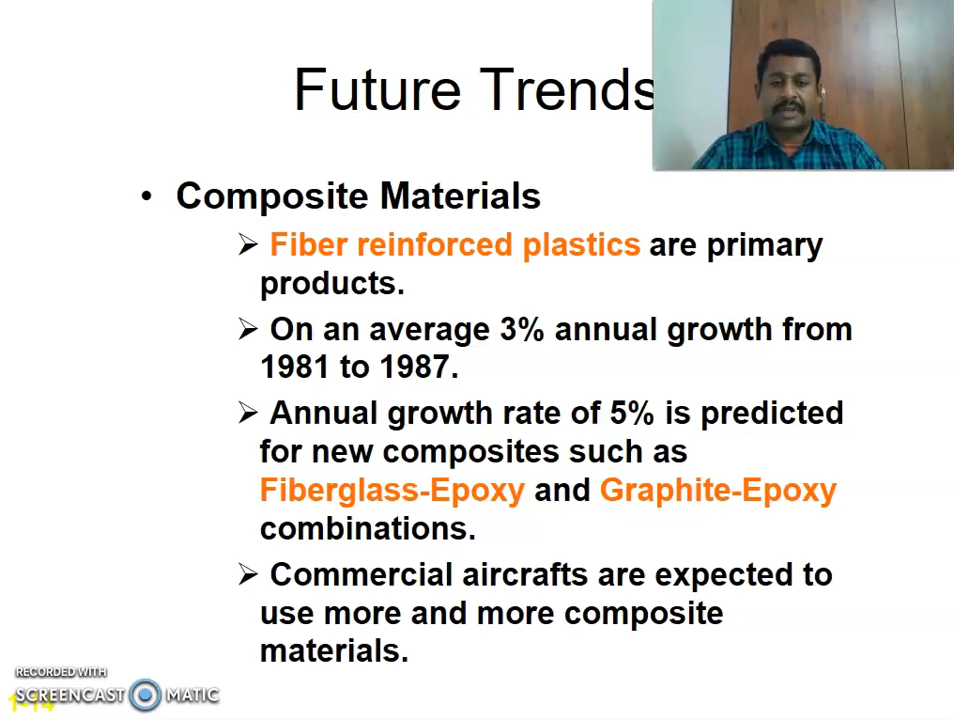 Future Trends
• Composite Materials
➢ Fiber reinforced plastics are primary
products.
➢ On an average 3% annual growth from
1981 to 1987.
➢ Annual growth rate of 5% is predicted
for new composites such as
Fiberglass-Epoxy and Graphite-Epoxy
combinations.
➢ Commercial aircrafts are expected to
use more and more composite
materials.
RECORDED WITH
SCREENCAST MATIC
1-14